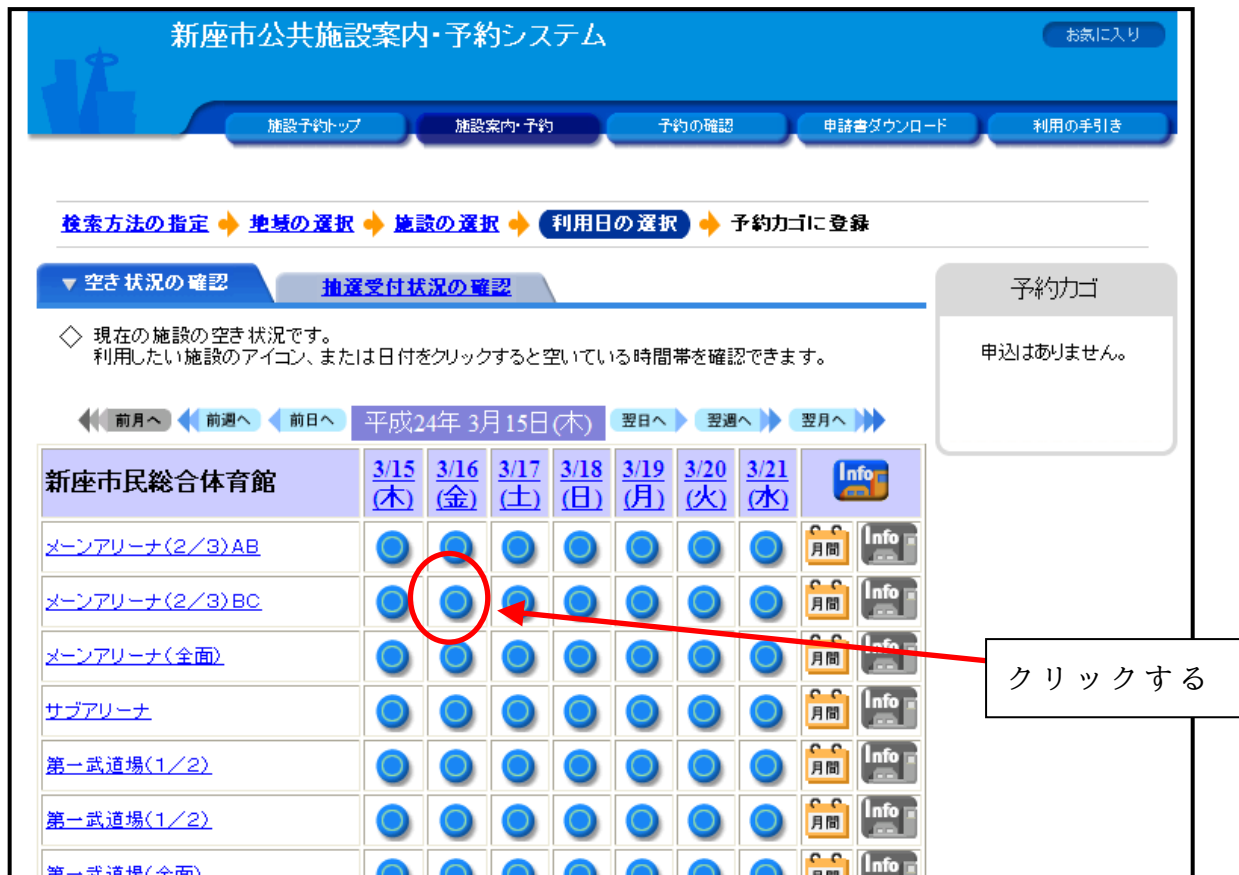 新座市公共施設案内・予約システム
お気に入り
施設予約トップ 施設案内・予約 予約の確認 申請書ダウンロード 利用の手引き
検索方法の指定 地域の選択 施設の選択 利用日の選択 予約カゴに登録
▼ 空き状況の確認 抽選受付状況の確認
予約カゴ
◇ 現在の施設の空き状況です。
利用したい施設のアイコン、または日付をクリックすると空いている時間帯を確認できます。
申込はありません。
前月へ 前週へ 前日へ 平成24年 3月15日(木) 翌日へ 翌週へ 翌月へ
新座市民総合体育館 3/15 3/16 3/17 3/18 3/19 3/20 3/21 Info
(木) (金) (土) (日) (月) (火) (水)
メーンアリーナ(2/3)AB 月間 Info
メーンアリーナ(2/3)BC 月間 Info
メーンアリーナ(全面) 月間 Info
クリックする
サブアリーナ 月間 Info
第一武道場(1/2) 月間 Info
第一武道場(1/2) 月間 Info
第一武道場(全面) 月間 Info